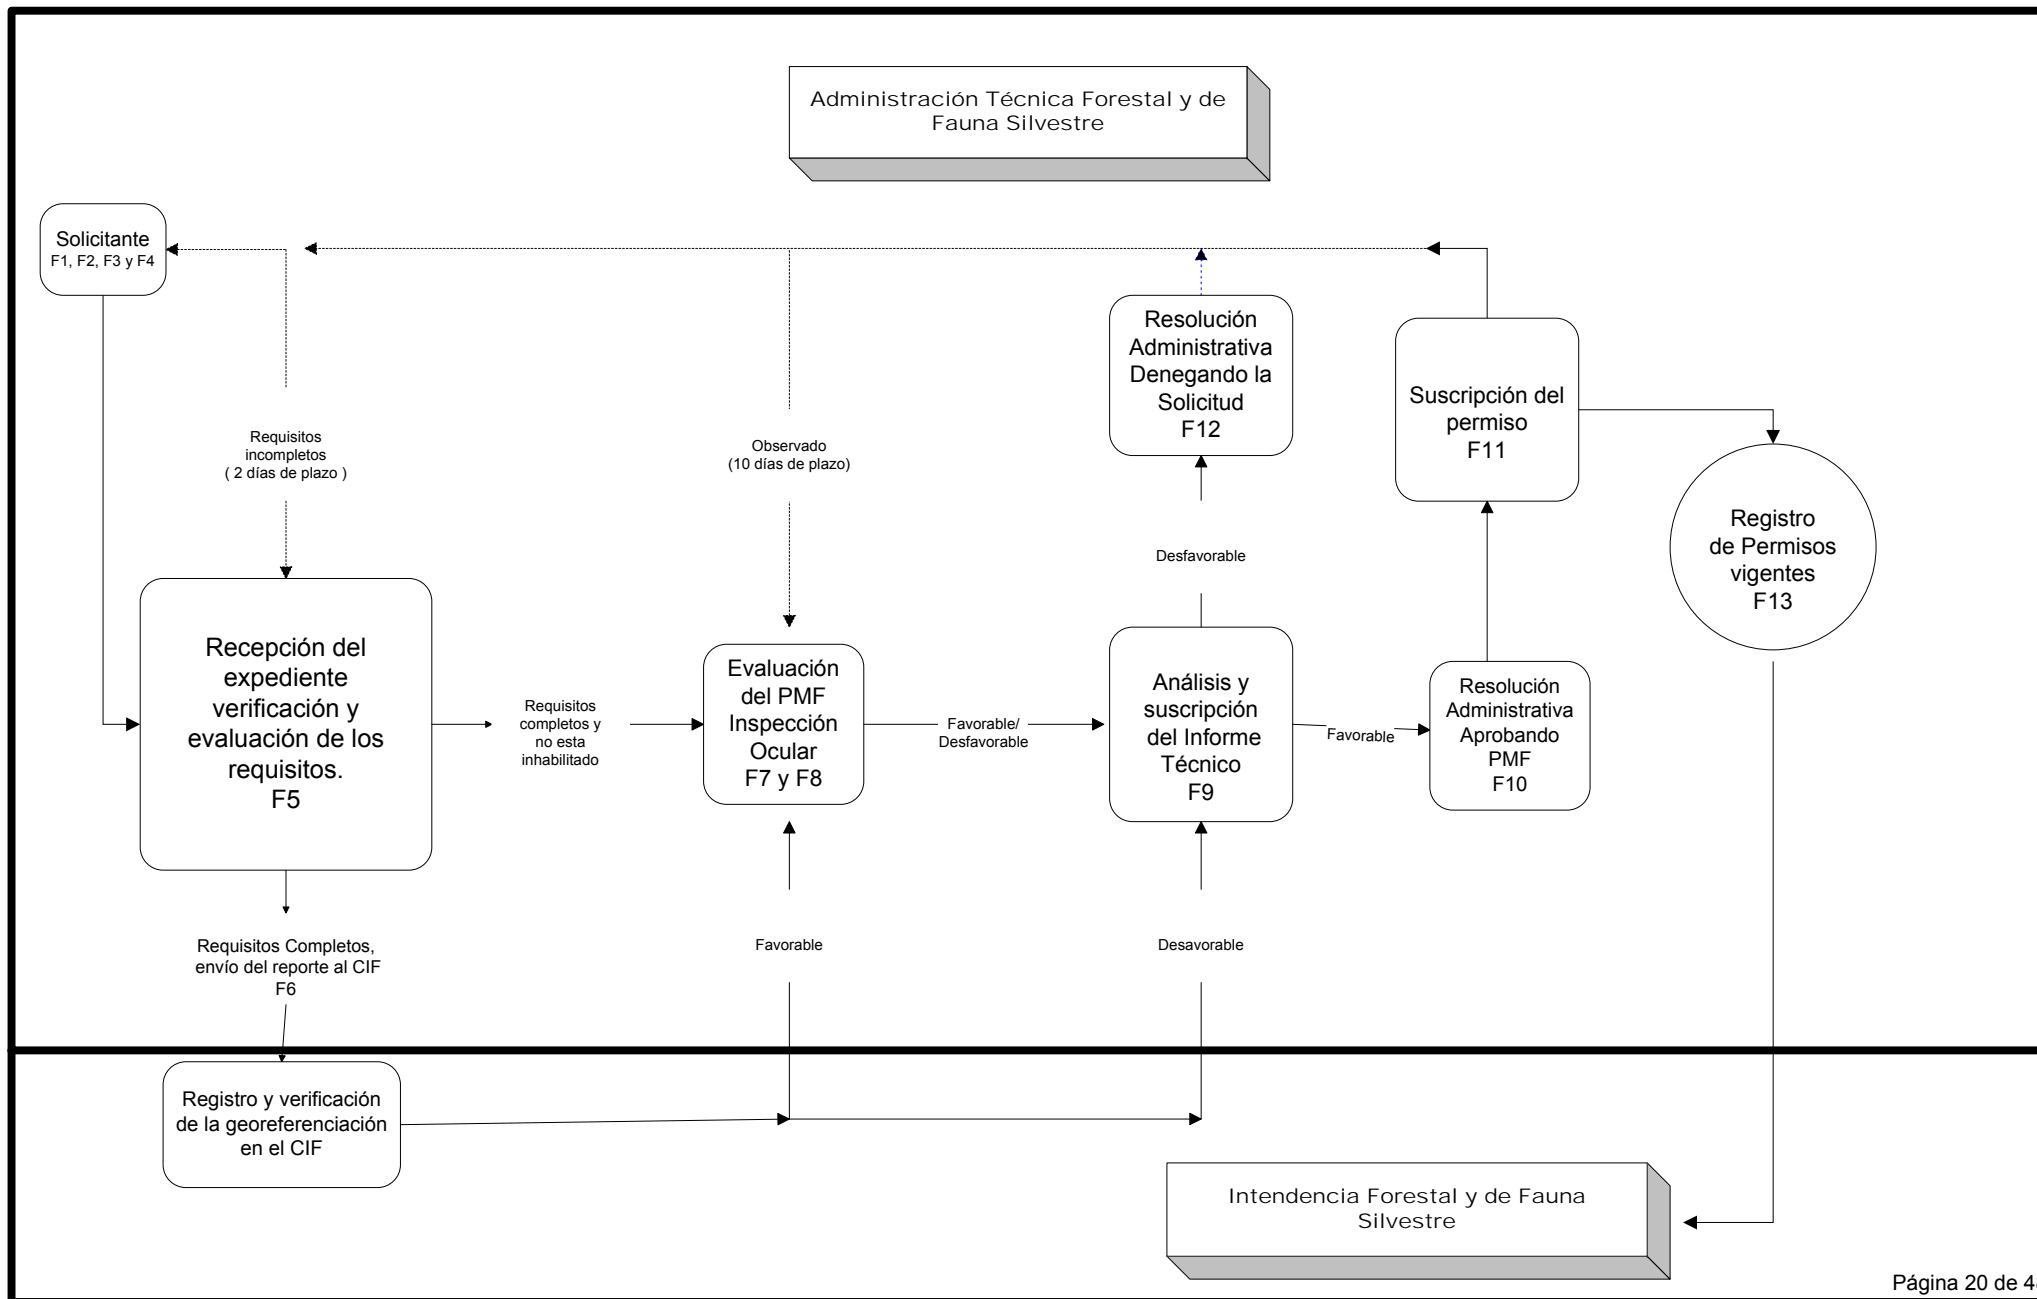 Administración Técnica Forestal y de
Fauna Silvestre
Solicitante
F1, F2, F3 y F4
Requisitos
incompletos
( 2 días de plazo )
Observado
(10 días de plazo)
Resolución
Administrativa
Denegando la
Solicitud
F12
Suscripción del
permiso
F11
Registro
de Permisos
vigentes
F13
Desfavorable
Recepción del
expediente
verificación y
evaluación de los
requisitos.
F5
Requisitos
completos y
no esta
inhabilitado
Evaluación
del PMF
Inspección
Ocular
F7 y F8
Favorable/
Desfavorable
Análisis y
suscripción
del Informe
Técnico
F9
Favorable
Resolución
Administrativa
Aprobando
PMF
F10
Requisitos Completos,
envío del reporte al CIF
F6
Favorable
Desavorable
Registro y verificación
de la georeferenciación
en el CIF
Intendencia Forestal y de Fauna
Silvestre
Página 20 de